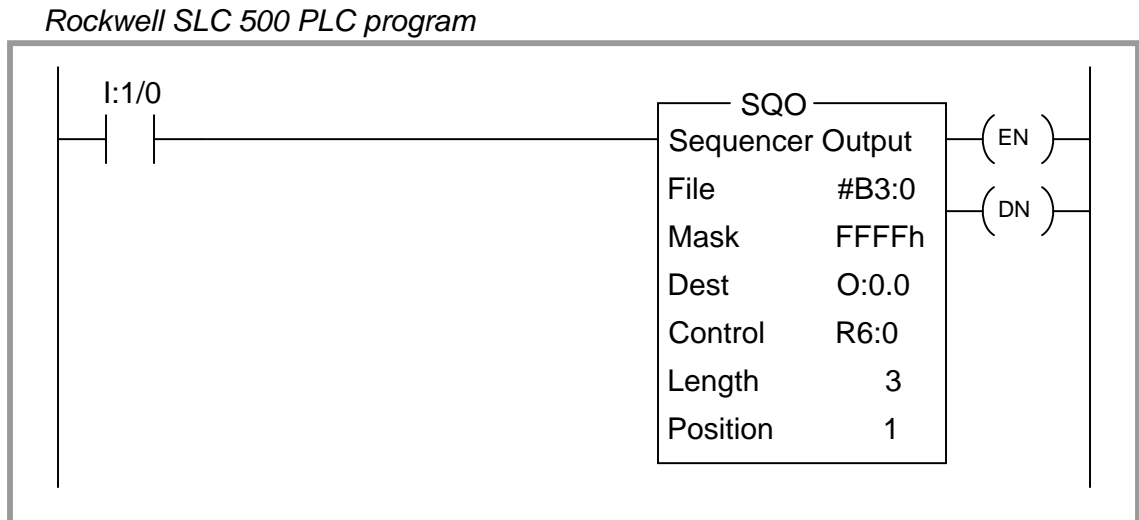 Rockwell SLC 500 PLC program
I:1/0
SQO
Sequencer Output
EN
File #B3:0
DN
Mask FFFFh
Dest O:0.0
Control R6:0
Length 3
Position 1